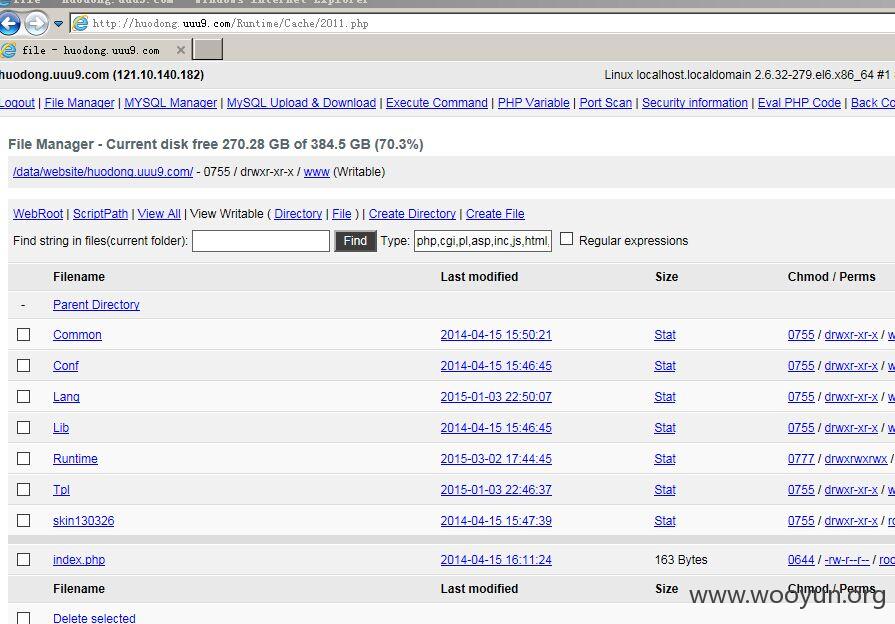 http://huodong.uuu9.com/Runtime/Cache/2011.php
file - huodong.uuu9.com
huodong.uuu9.com (121.10.140.182) Linux localhost.localdomain 2.6.32-279.el6.x86_64 #1
Logout | File Manager | MYSQL Manager | MySQL Upload & Download | Execute Command | PHP Variable | Port Scan | Security information | Eval PHP Code | Back Co
File Manager - Current disk free 270.28 GB of 384.5 GB (70.3%)
/data/website/huodong.uuu9.com/ - 0755 / drwxr-xr-x / www (Writable)
WebRoot | ScriptPath | View All | View Writable ( Directory | File ) | Create Directory | Create File
Find string in files(current folder): Find Type: php,cgi,pl,asp,inc,js,html, Regular expressions
Filename Last modified Size Chmod / Perms
- Parent Directory
Common 2014-04-15 15:50:21 Stat 0755 / drwxr-xr-x / w
Conf 2014-04-15 15:46:45 Stat 0755 / drwxr-xr-x / w
Lang 2015-01-03 22:50:07 Stat 0755 / drwxr-xr-x / w
Lib 2014-04-15 15:46:45 Stat 0755 / drwxr-xr-x / w
Runtime 2015-03-02 17:44:45 Stat 0777 / drwxrwxrwx /
Tpl 2015-01-03 22:46:37 Stat 0755 / drwxr-xr-x / w
skin130326 2014-04-15 15:47:39 Stat 0755 / drwxr-xr-x / ro
index.php 2014-04-15 16:11:24 163 Bytes 0644 / -rw-r--r-- / roo
Filename Last modified Size Chmod / Perms
www.wooyun.org
Delete selected